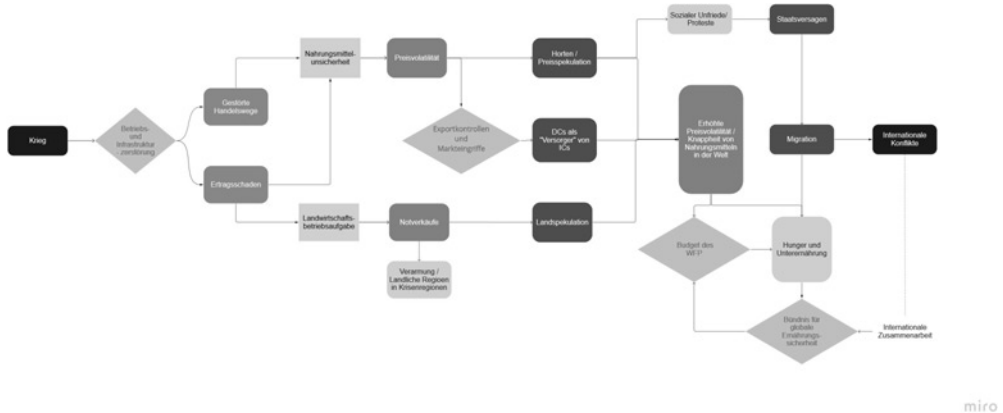 Krieg
Betriebs-
und
Infrastruktur
- zerstörung
Gestörte
Handelswege
Ertragsschaden
Nahrungsmittel-
unsicherheit
Landwirtschafts-
betriebsaufgabe
Preisvolatilität
Exportkontrollen
und
Markteingriffe
Notverkäufe
Verarmung /
Ländliche Regioen
in Krisenregionen
Horten /
Preisspekulation
DCs als
"Versorger" von
ICs
Landspekulation
Sozialer Unfriede/
Proteste
Staatsversagen
Erhöhte
Preisvolatilität /
Knappheit von
Nahrungsmitteln
in der Welt
Migration
Internationale
Konflikte
Budget des
WFP
Hunger und
Unterernährung
Bündnis für
globale
Ernährungs-
sicherheit
Internationale
Zusammenarbeit
miro